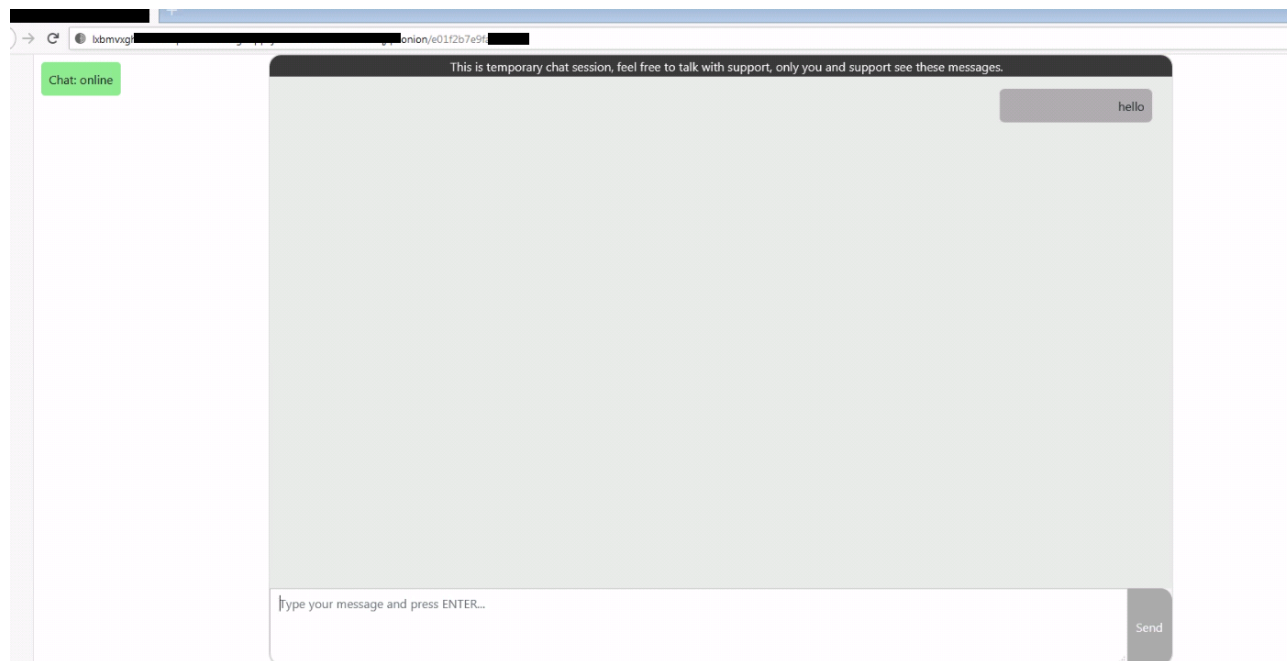 onion/e01f2b7e9f
Chat: online
This is temporary chat session, feel free to talk with support, only you and support see these messages.
hello
Type your message and press ENTER...
Send